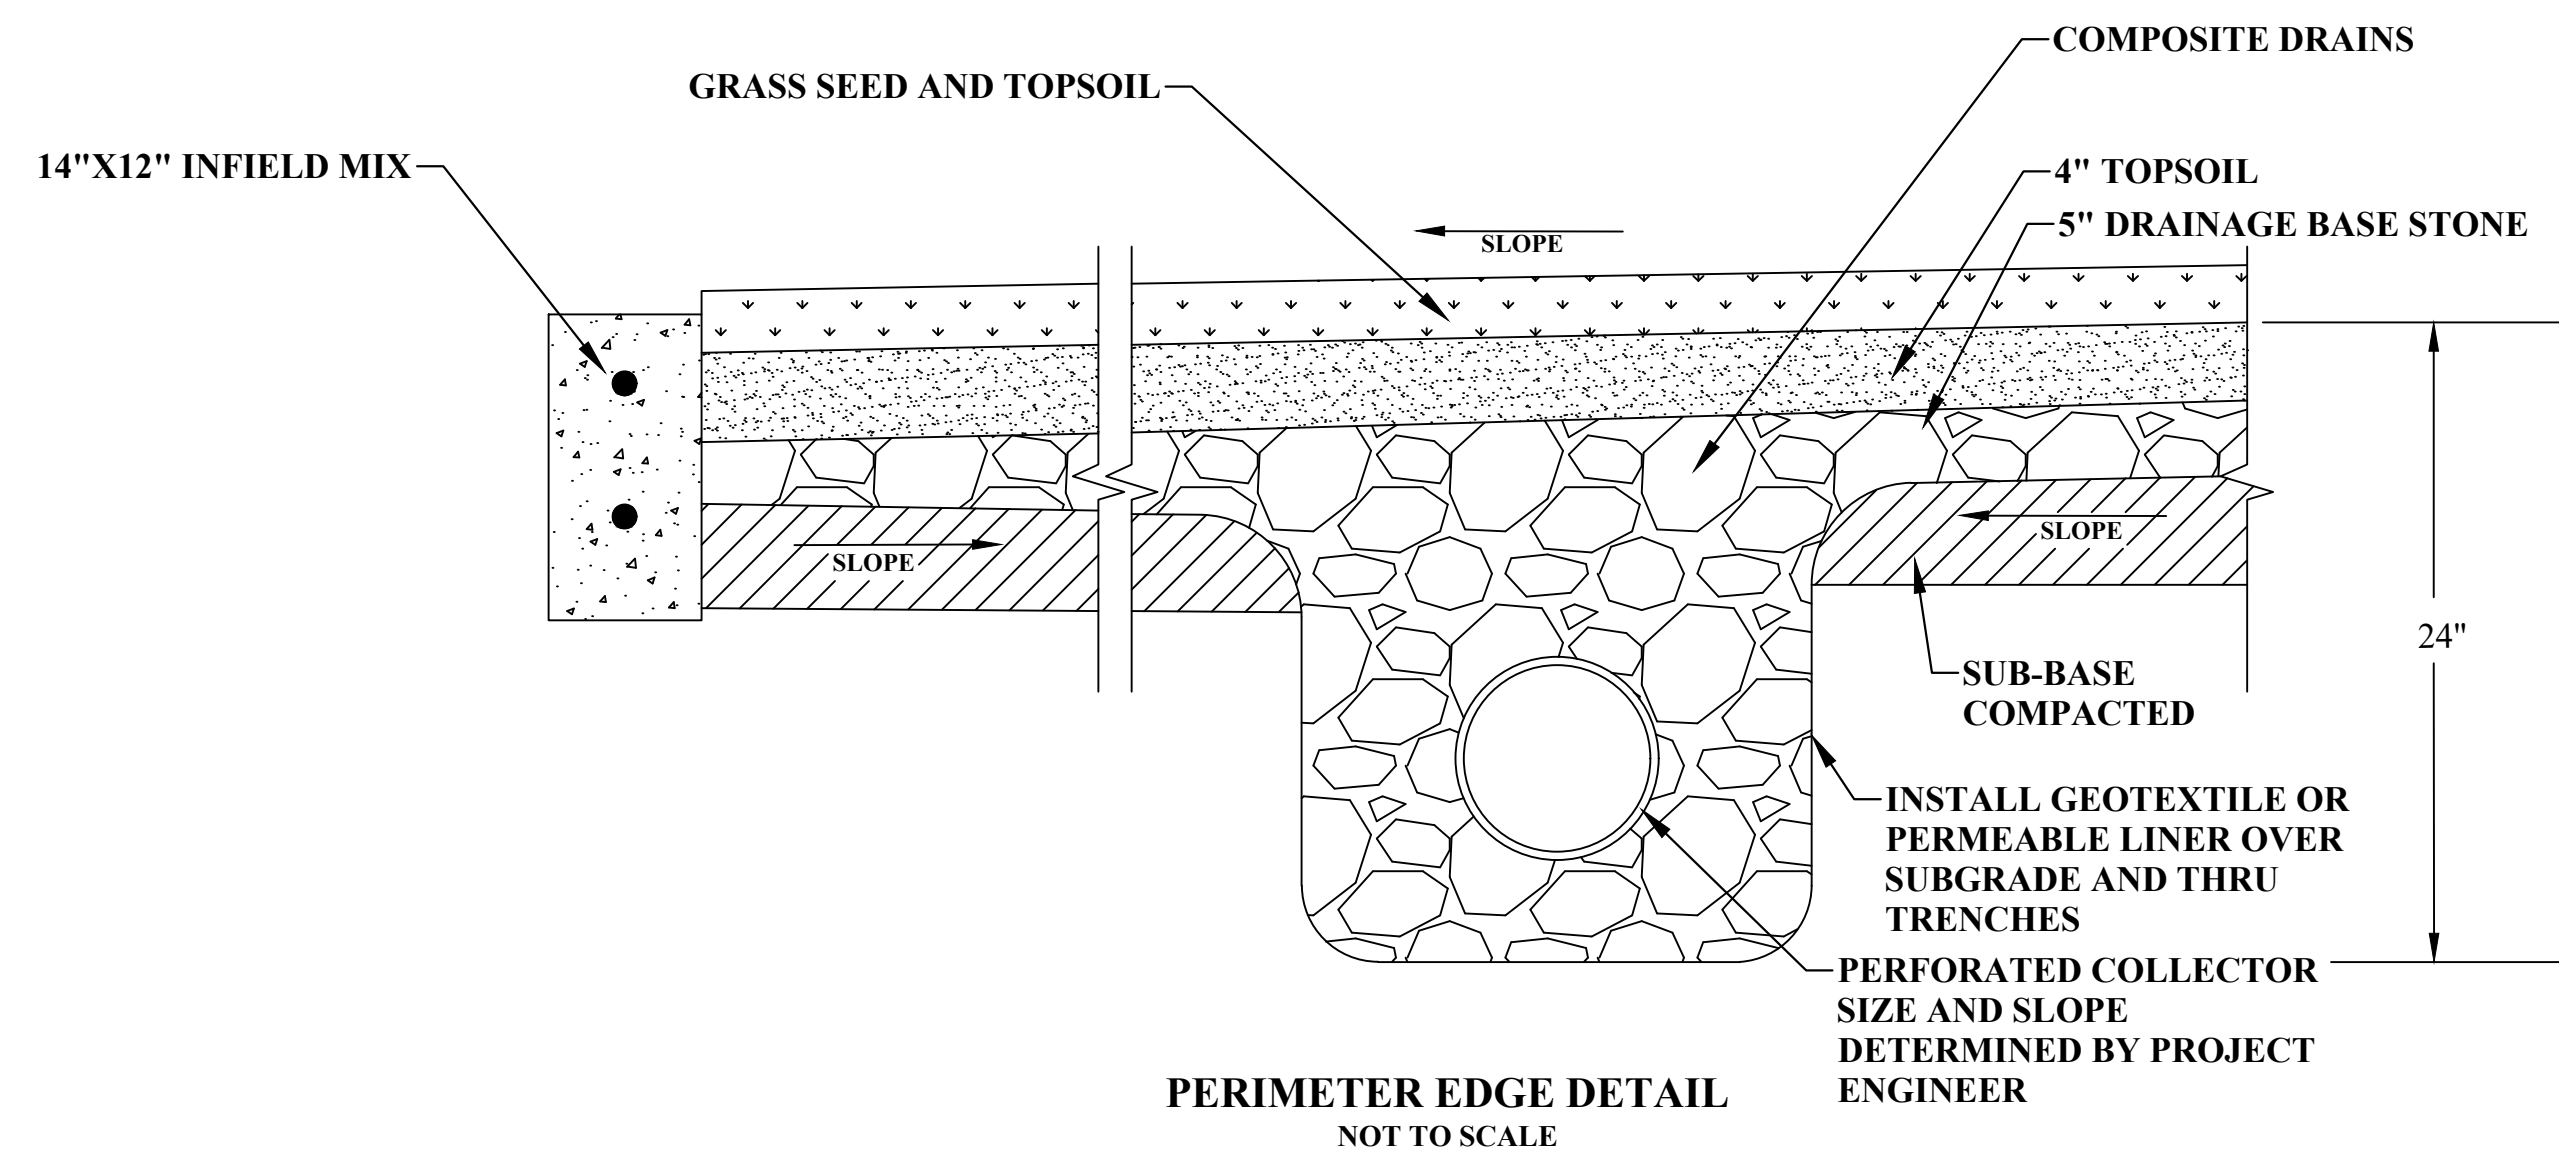 COMPOSITE DRAINS
GRASS SEED AND TOPSOIL
14"X12" INFIELD MIX
4" TOPSOIL
5" DRAINAGE BASE STONE
SLOPE
SLOPE
SLOPE
24"
SUB-BASE
COMPACTED
INSTALL GEOTEXTILE OR
PERMEABLE LINER OVER
SUBGRADE AND THRU
TRENCHES
PERFORATED COLLECTOR
SIZE AND SLOPE
DETERMINED BY PROJECT
ENGINEER
PERIMETER EDGE DETAIL
NOT TO SCALE